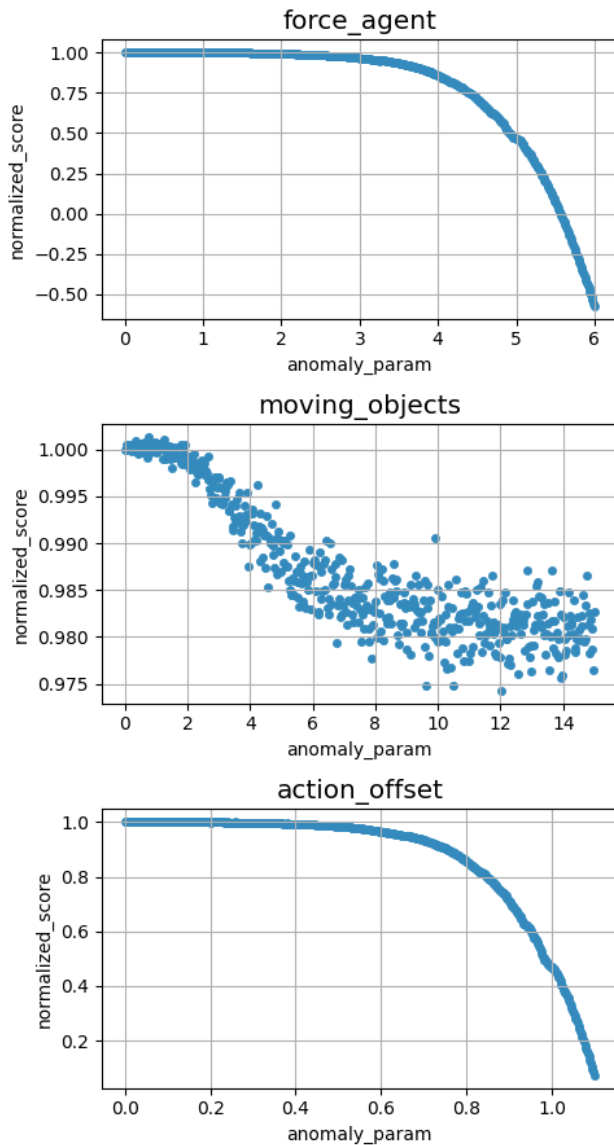 force_agent
1.00
0.75
0.50
0.25
0.00
−0.25
−0.50
normalized_score
0 1 2 3 4 5 6
anomaly_param
moving_objects
1.000
0.995
0.990
0.985
0.980
0.975
normalized_score
0 2 4 6 8 10 12 14
anomaly_param
action_offset
1.0
0.8
0.6
0.4
0.2
normalized_score
0.0 0.2 0.4 0.6 0.8 1.0
anomaly_param